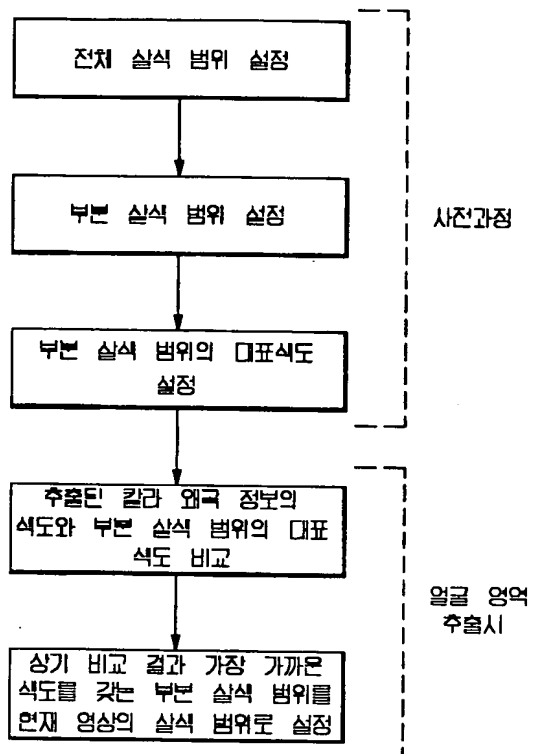 전체 살색 범위 설정
부분 살색 범위 설정
사전과정
부분 살색 범위의 대표색도
설정
추출된 칼라 왜곡 정보의
색도와 부분 살색 범위의 대표
색도 비교
얼굴 영역
추출시
상기 비교 결과 가장 가까운
색도를 갖는 부분 살색 범위를
현재 영상의 살색 범위로 설정